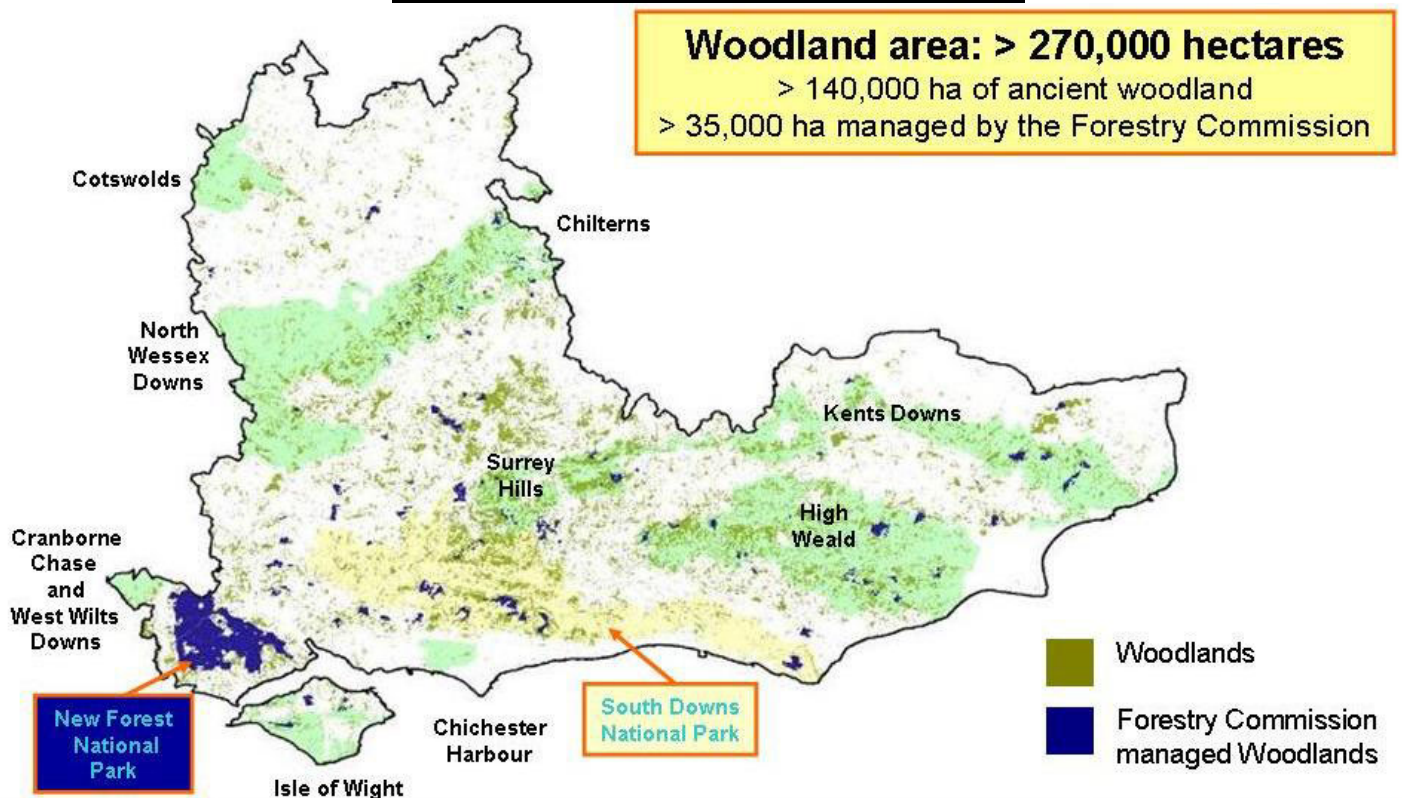 Woodland area: > 270,000 hectares
> 140,000 ha of ancient woodland
> 35,000 ha managed by the Forestry Commission
Cotswolds
Chilterns
North
Wessex
Downs
Kents Downs
Surrey
Hills
High
Weald
Cranborne
Chase
and
West Wilts
Downs
New Forest
National
Park
South Downs
National Park
Chichester
Harbour
Isle of Wight
Woodlands
Forestry Commission
managed Woodlands